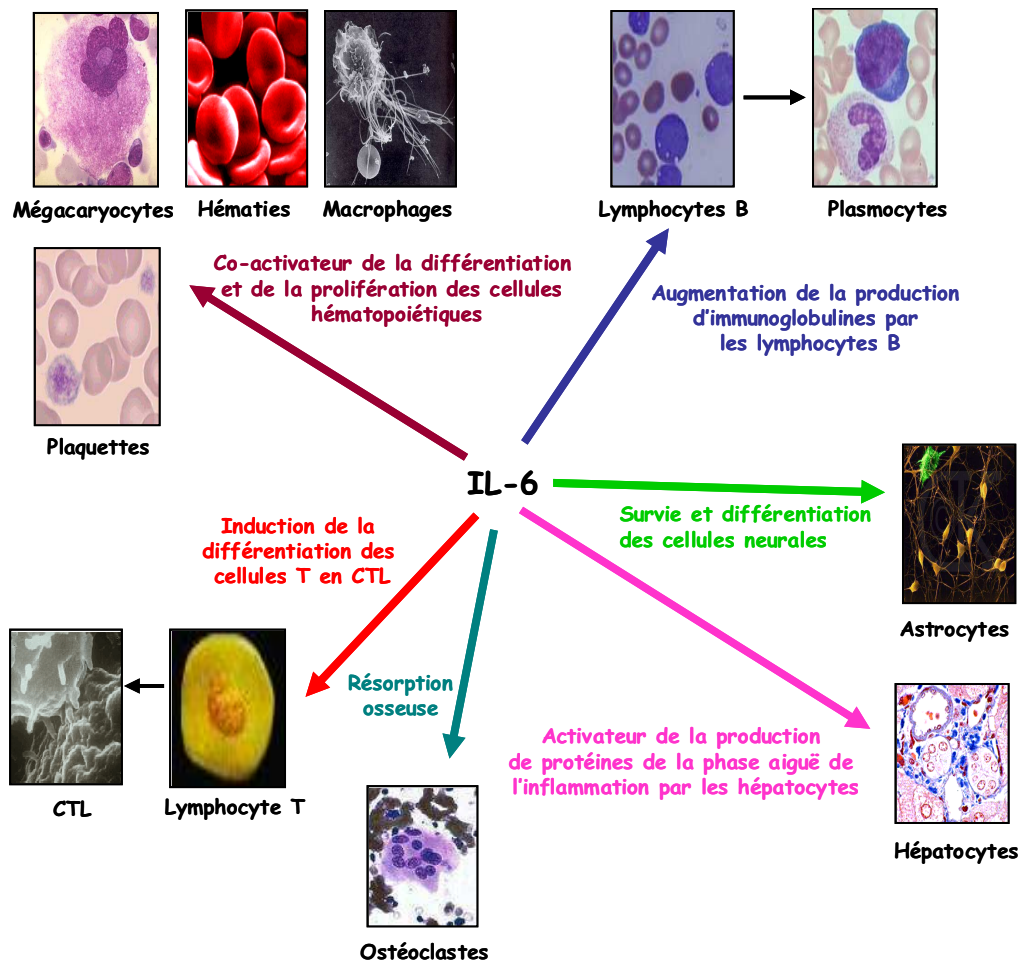 Mégacaryocytes
Hématies
Macrophages
Lymphocytes B
Plasmocytes
Co-activateur de la différentiation
et de la prolifération des cellules
hématopoiétiques
Augmentation de la production
d'immunoglobulines par
les lymphocytes B
Plaquettes
IL-6
Survie et différentiation
des cellules neurales
Astrocytes
Induction de la
différentiation des
cellules T en CTL
Résorption
osseuse
Activateur de la production
de protéines de la phase aiguë de
l'inflammation par les hépatocytes
CTL
Lymphocyte T
Hépatocytes
Ostéoclastes